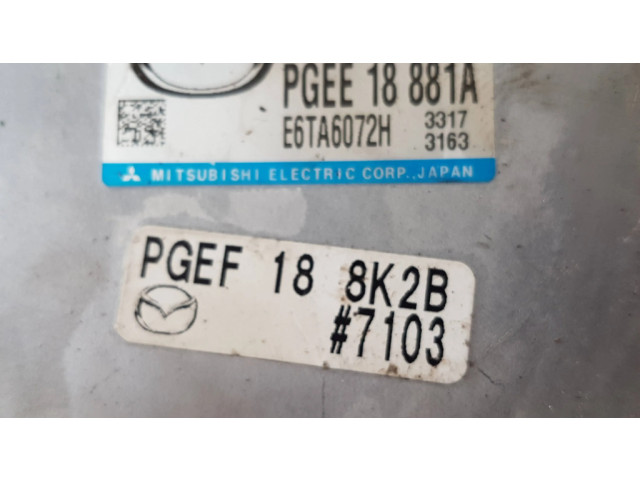 PGEE 18 881A
E6TA6072H 3317
3163
MITSUBISHI ELECTRIC CORP., JAPAN
PGEF 18 8K2B
#7103